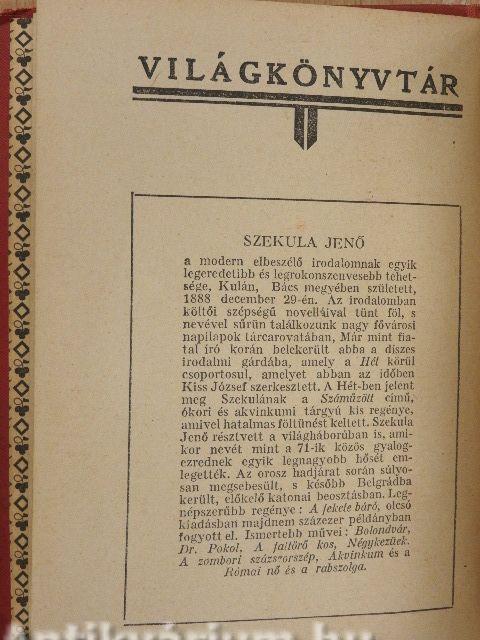 VILÁGKÖNYVTÁR
SZEKULA JENŐ
a modern elbeszélő irodalomnak egyik
legeredetibb és legrokonszenvesebb tehet-
sége, Kulán, Bács megyében született,
1888 december 29-én. Az irodalomban
költői szépségű novelláival tünt föl, s
nevével sürün találkozunk nagy fővárosi
napilapok tárcarovatában, Már mint fia-
tal író korán belekerült abba a díszes
irodalmi gárdába, amely a Hét körül
csoportosul, amelyet abban az időben
Kiss József szerkesztett. A Hét-ben jelent
meg Szekulának a Száműzött című,
ókori és akvinkumi tárgyú kis regénye,
amivel hatalmas föltünést keltett. Szekula
Jenő résztvett a világháborúban is, ami-
kor nevét mint a 71-ik közös gyalog-
ezrednek egyik legnagyobb hősét em-
legették. Az orosz hadjárat során súlyo-
san megsebesült, s később Belgrádba
került, előkelő katonai beosztásban. Leg-
népszerűbb regénye: A fekete báró, olcsó
kiadásban majdnem százezer példányban
fogyott el. Ismertebb művei: Bolondvár,
Dr. Pokol, A faltörő kos, Négykezüek.
A zombori százszorszép, Akvinkum és a
Római nő és a rabszolga.
antikvarium.hu